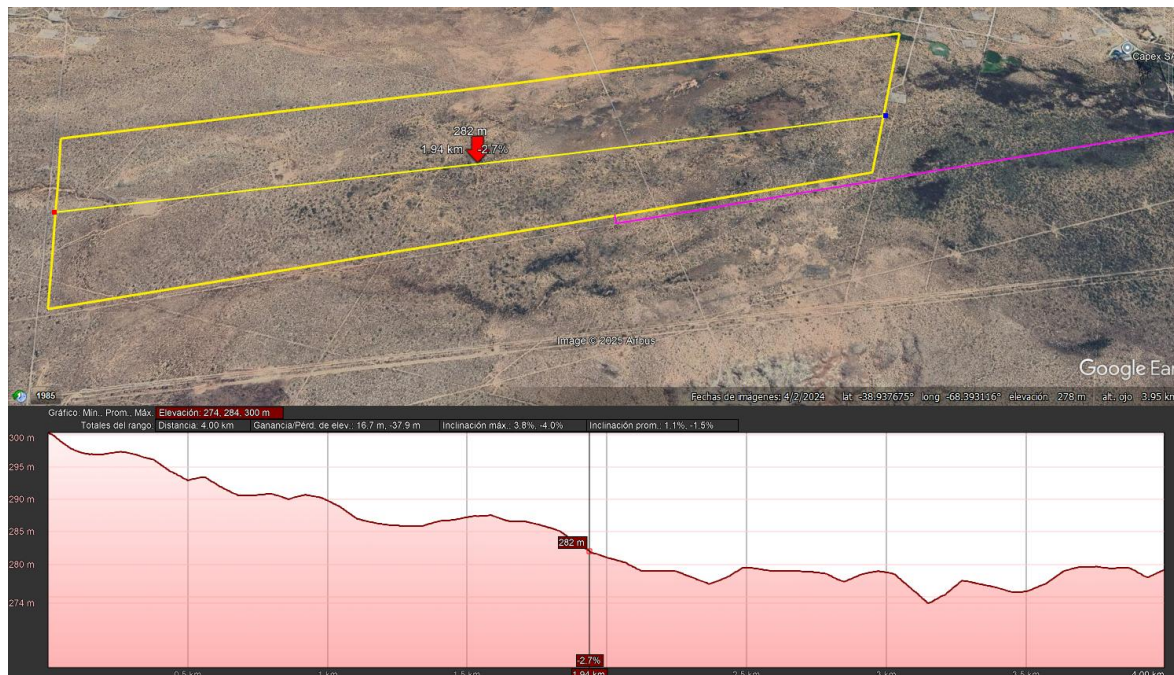 Capex SA
282 m
1.94 km -2.7%
Image © 2025 Airbus
Google Ear
1985
Fechas de imágenes: 4/2/2024 lat -38.937675° long -68.393116° elevación 278 m alt. ojo 3.95 km
Gráfico: Mín., Prom., Máx. Elevación: 274, 284, 300 m
Totales del rango: Distancia: 4.00 km Ganancia/Pérd. de elev.: 16.7 m, -37.9 m Inclinación máx.: 3.8%, -4.0% Inclinación prom.: 1.1%, -1.5%
300 m
295 m
290 m
285 m
282 m
280 m
274 m
-2.7%
0.5 km 1 km 1.5 km 1.94 km 2.5 km 3 km 3.5 km 4.00 km